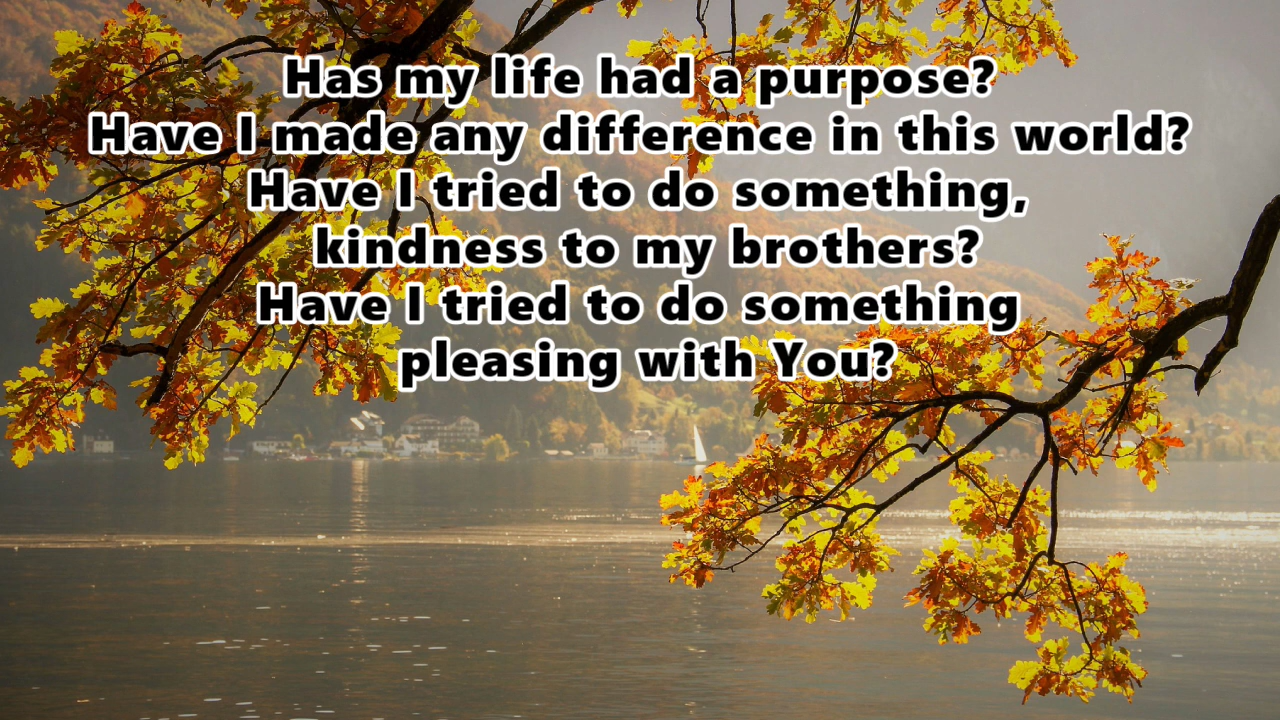 Has my life had a purpose?
Have I made any difference in this world?
Have I tried to do something,
kindness to my brothers?
Have I tried to do something
pleasing with You?